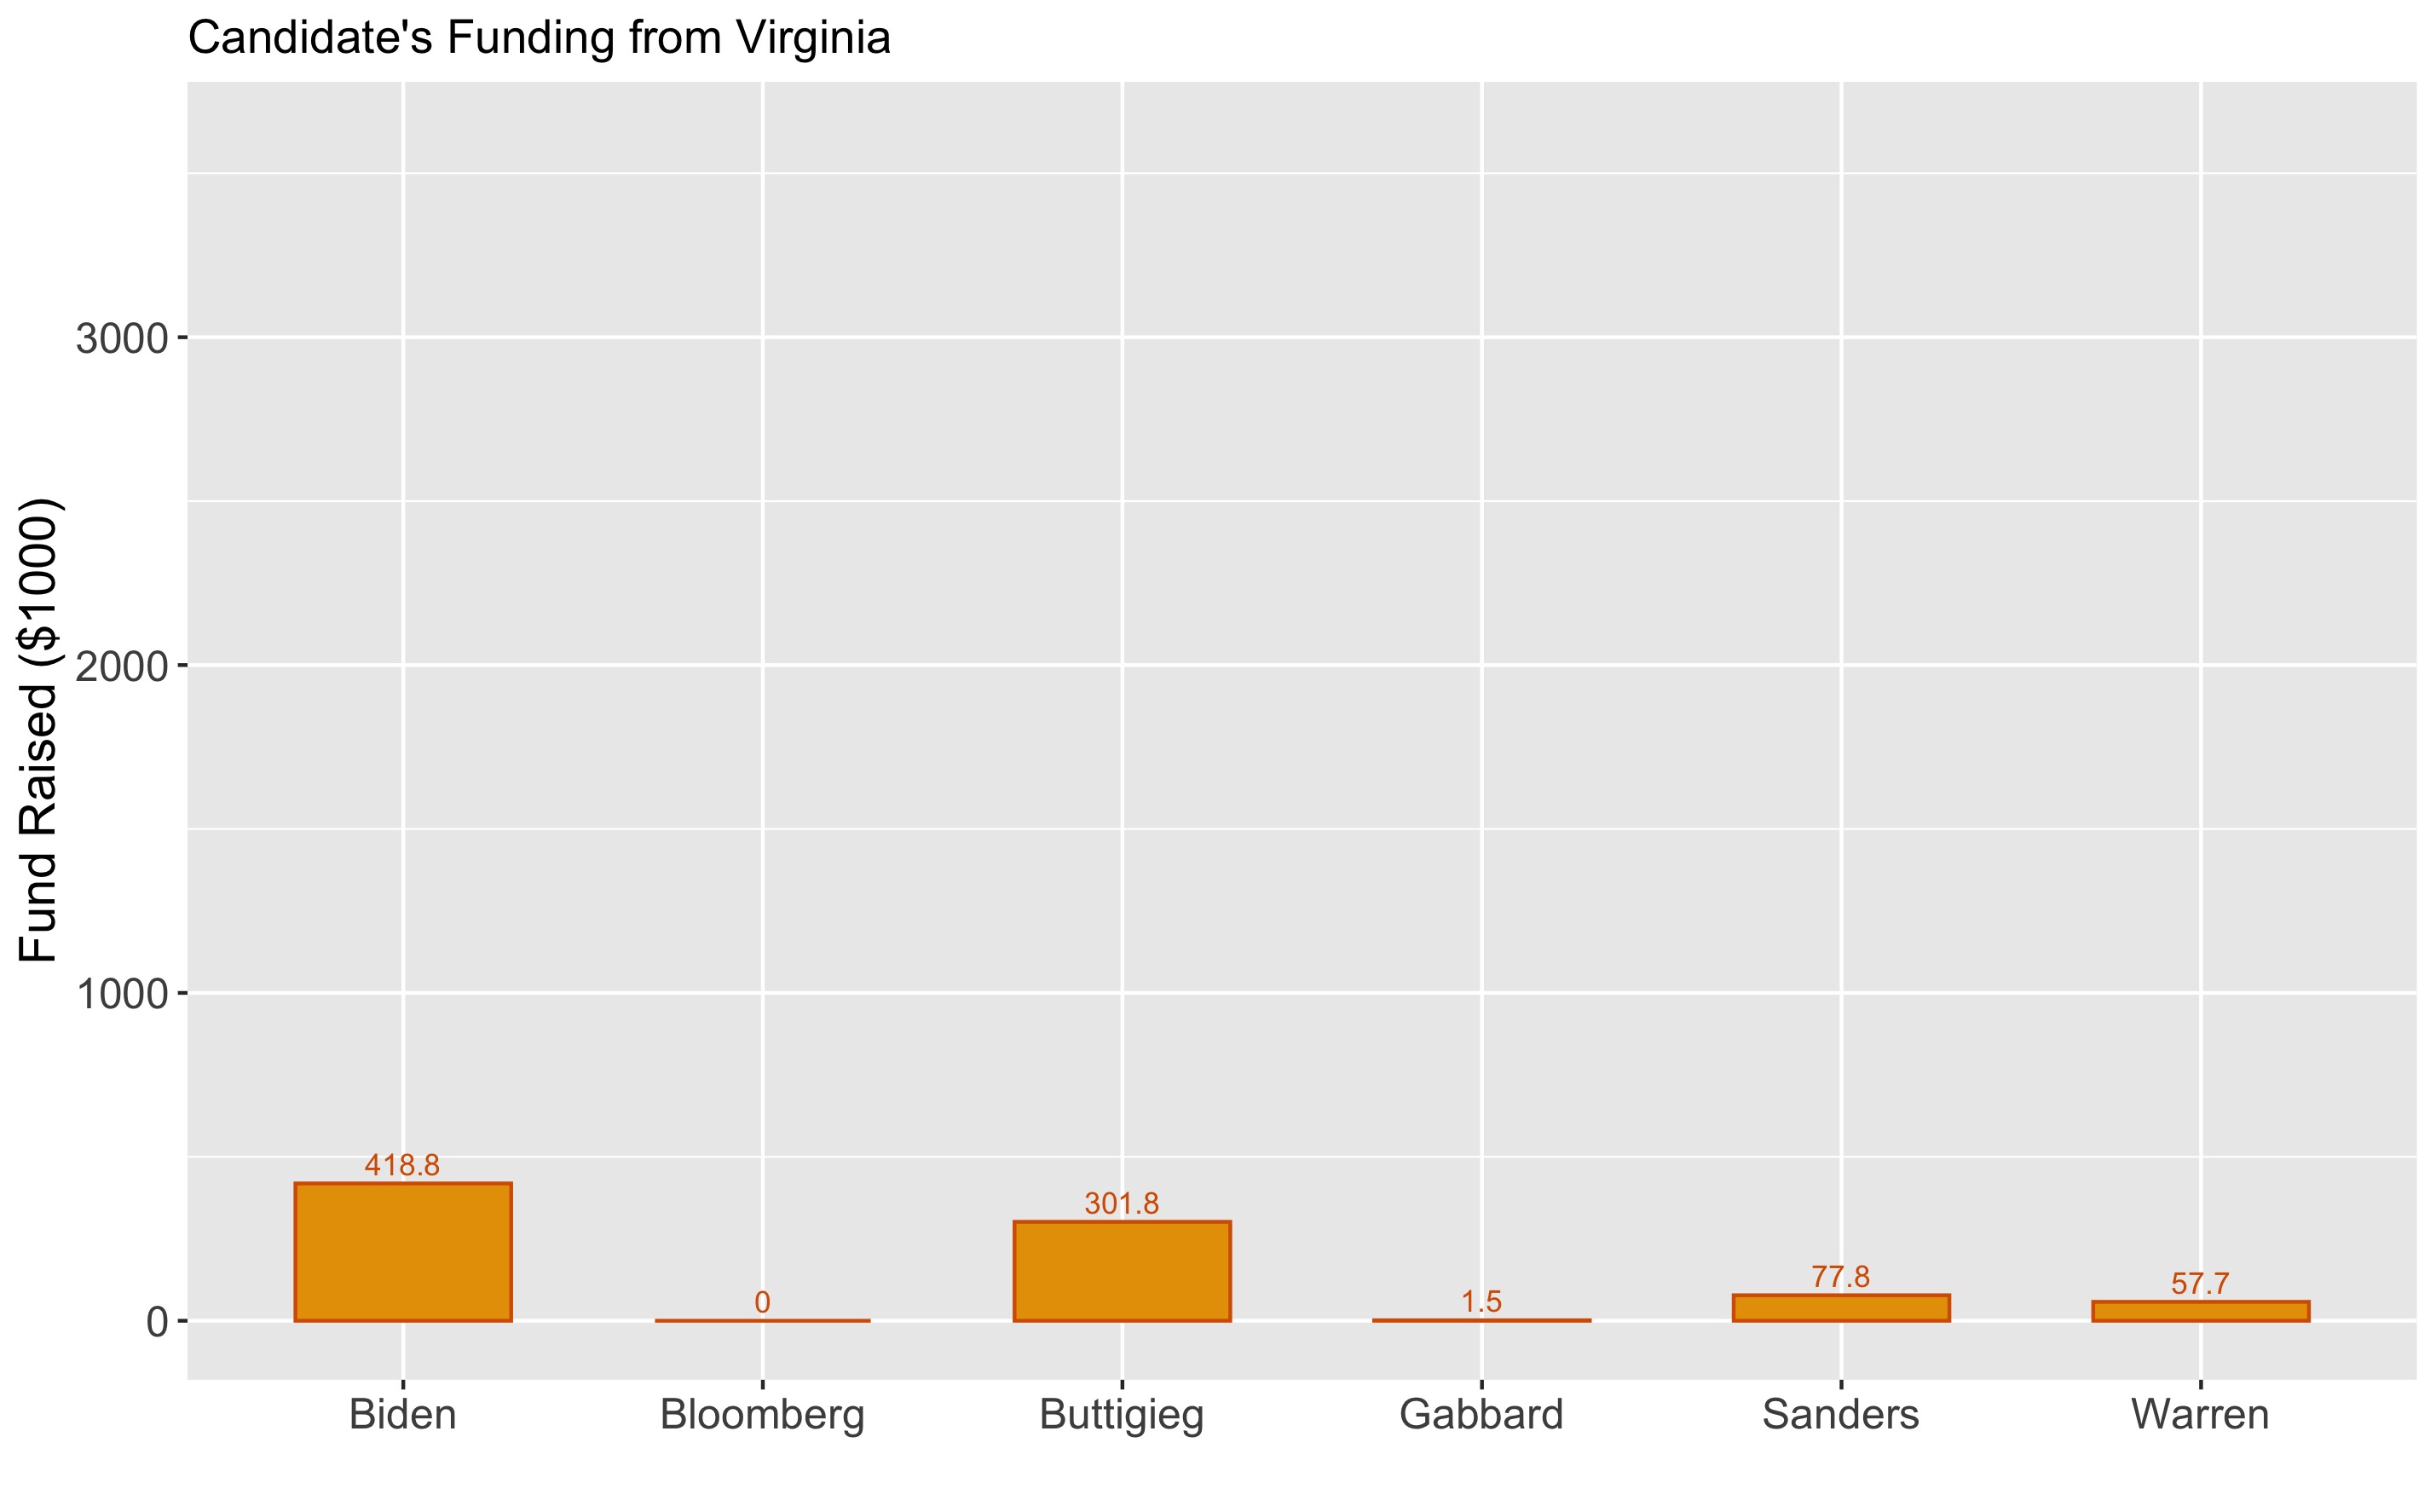 Candidate's Funding from Virginia
Fund Raised ($1000)
3000
2000
1000
0
418.8
0
301.8
1.5
77.8
57.7
Biden
Bloomberg
Buttigieg
Gabbard
Sanders
Warren